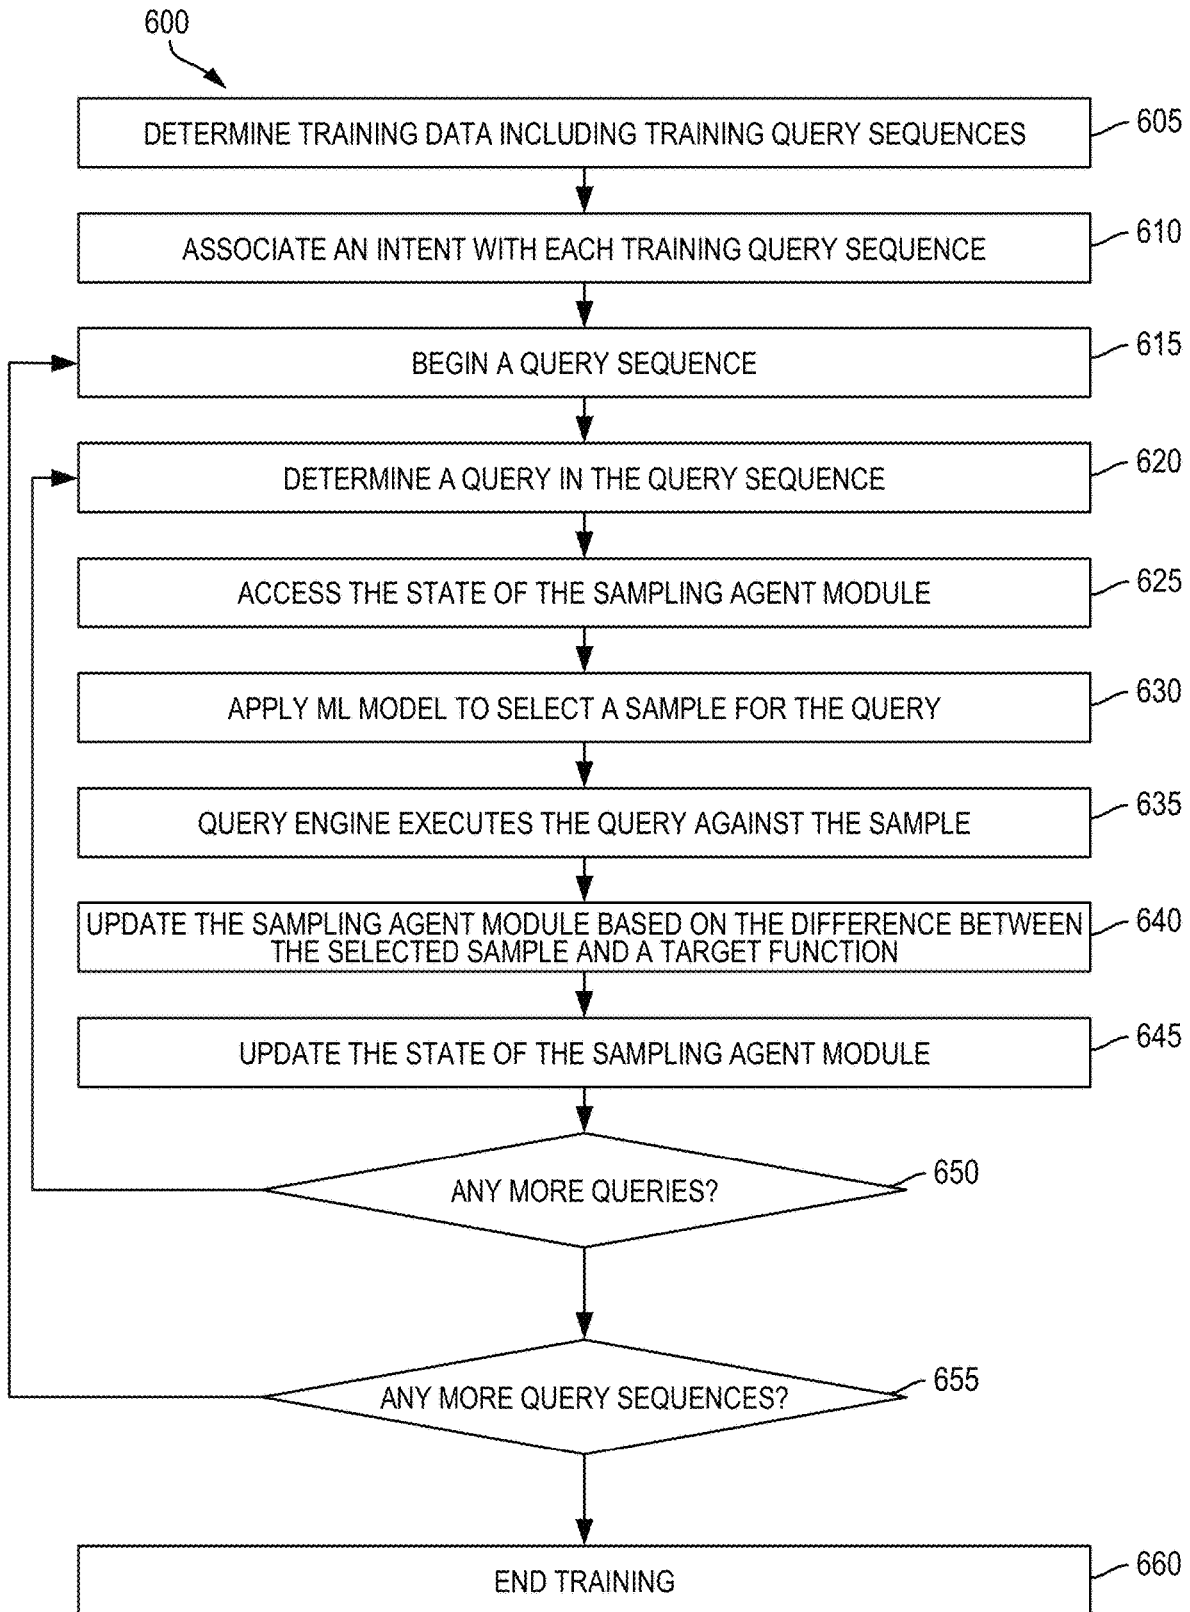 600
DETERMINE TRAINING DATA INCLUDING TRAINING QUERY SEQUENCES
605
ASSOCIATE AN INTENT WITH EACH TRAINING QUERY SEQUENCE
610
BEGIN A QUERY SEQUENCE
615
DETERMINE A QUERY IN THE QUERY SEQUENCE
620
ACCESS THE STATE OF THE SAMPLING AGENT MODULE
625
APPLY ML MODEL TO SELECT A SAMPLE FOR THE QUERY
630
QUERY ENGINE EXECUTES THE QUERY AGAINST THE SAMPLE
635
UPDATE THE SAMPLING AGENT MODULE BASED ON THE DIFFERENCE BETWEEN
THE SELECTED SAMPLE AND A TARGET FUNCTION
640
UPDATE THE STATE OF THE SAMPLING AGENT MODULE
645
ANY MORE QUERIES?
650
ANY MORE QUERY SEQUENCES?
655
END TRAINING
660